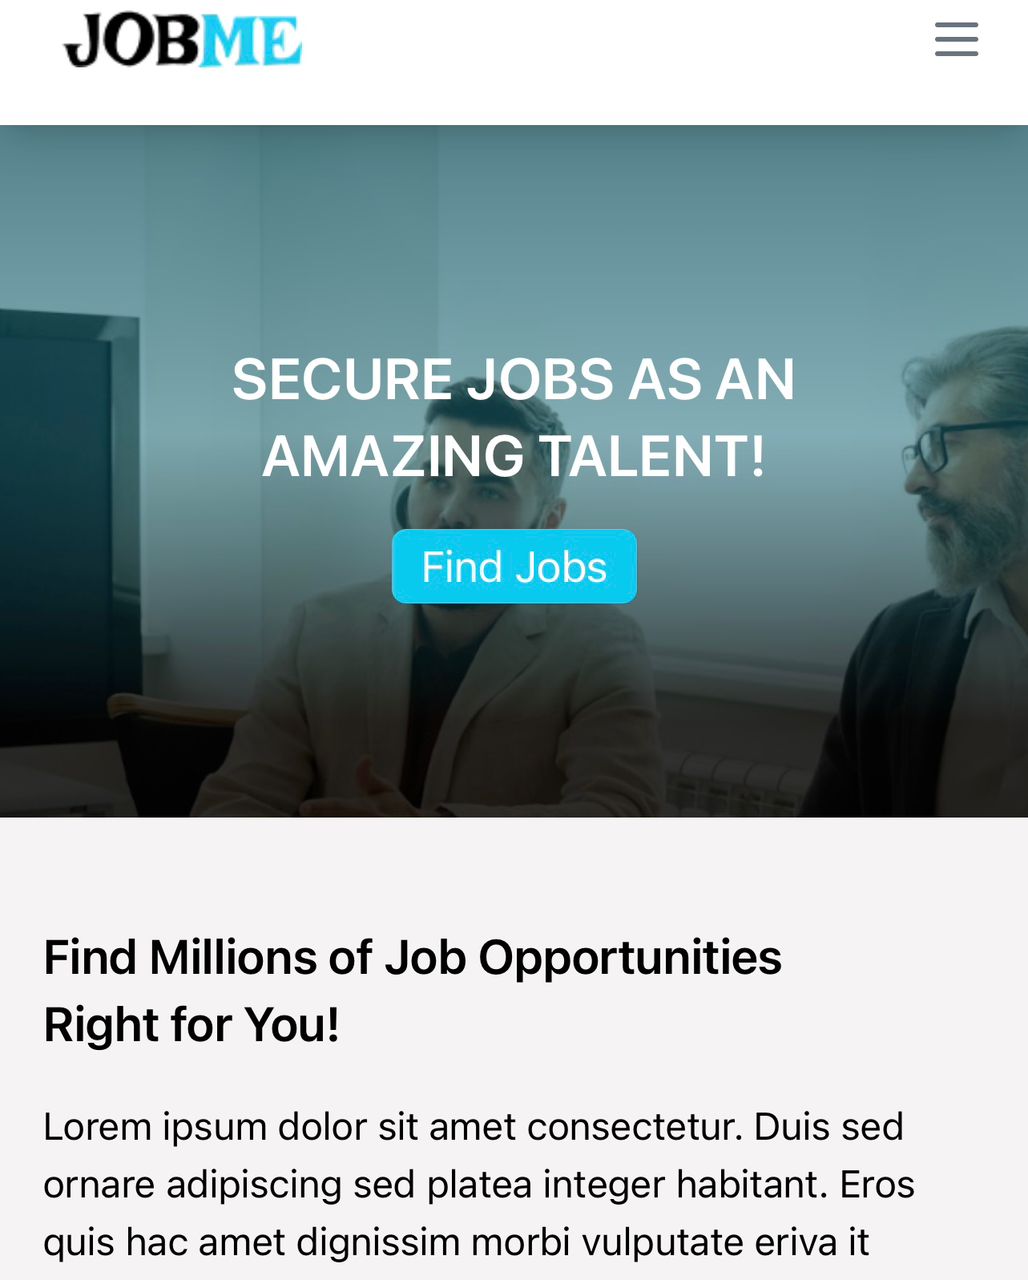 JOBME
SECURE JOBS AS AN
AMAZING TALENT!
Find Jobs
Find Millions of Job Opportunities
Right for You!
Lorem ipsum dolor sit amet consectetur. Duis sed
ornare adipiscing sed platea integer habitant. Eros
quis hac amet dignissim morbi vulputate eriva it